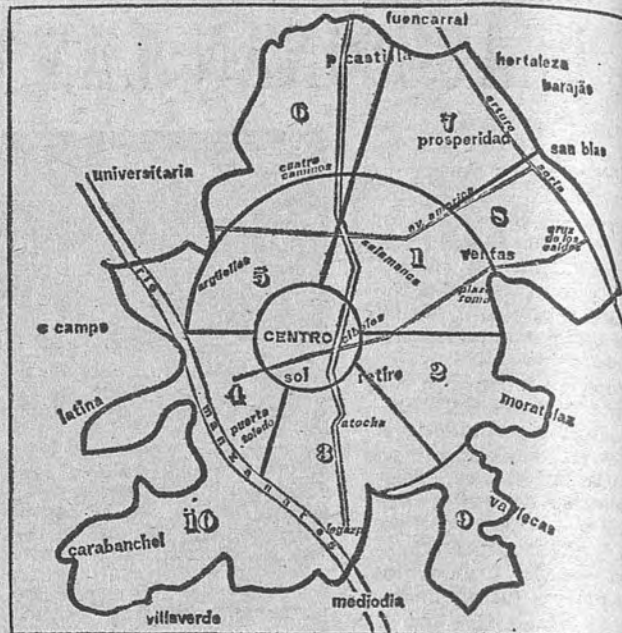 fuencarral
p. castilla
hortaleza
barajas
6
7
arturo
prosperidad
san blas
cuatro
caminos
universitaria
soria
av. america
8
cruz
de los
caidos
salamanca
1
ventas
5
argüelles
plaza
roma
rio
CENTRO
cibeles
c campo
sol
retiro
2
4
latina
puerta
toledo
atocha
moratalaz
manzanares
3
9
vallecas
10
legazpi
carabanchel
mediodia
villaverde